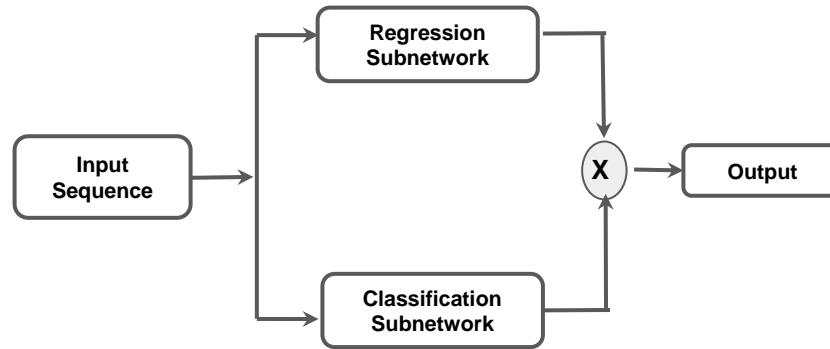 Regression
Subnetwork
Input
Sequence
X
Output
Classification
Subnetwork